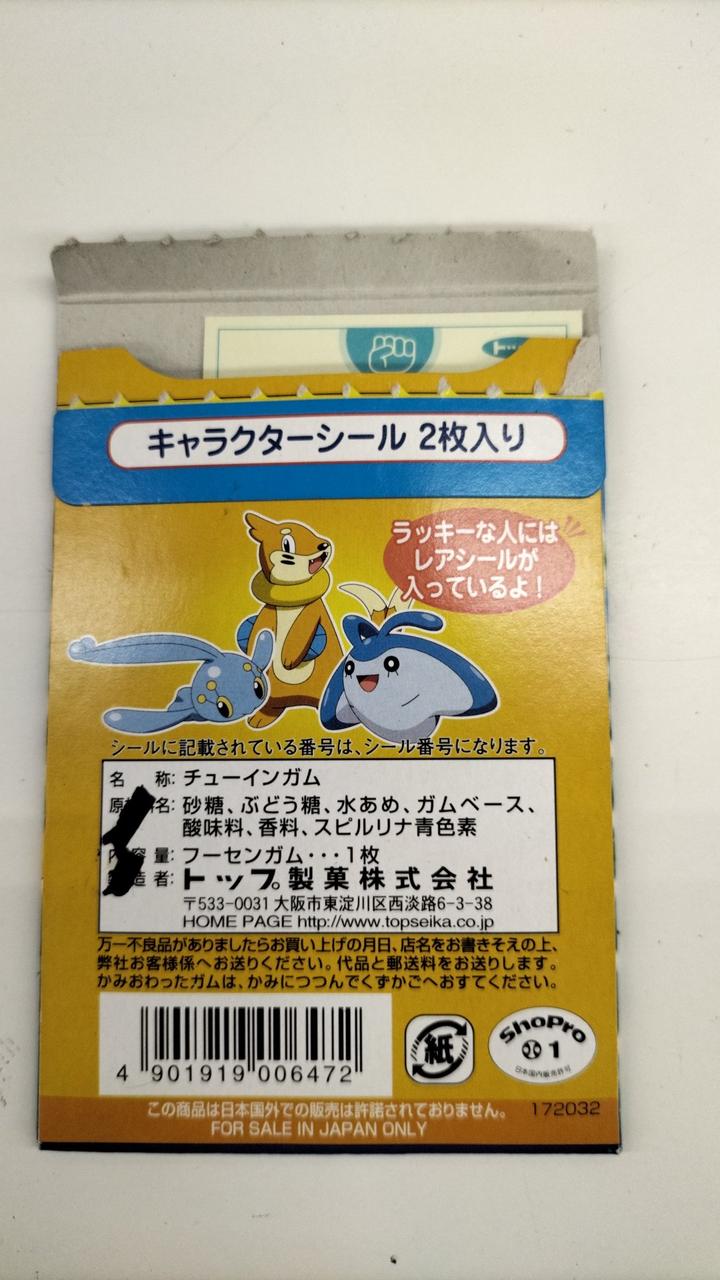 キャラクターシール 2枚入り
ラッキーな人には
レアシールが
入っているよ！
シールに記載されている番号は、シール番号になります。
名　称：チューインガム
原 名：砂糖、ぶどう糖、水あめ、ガムベース、
酸味料、香料、スピルリナ青色素
内容量：フーセンガム･･･1枚
製造者：トップ製菓株式会社
〒533-0031 大阪市東淀川区西淡路6-3-38
HOME PAGE http://www.topseika.co.jp
万一不良品がありましたらお買い上げの月日、店名をお書きそえの上、
弊社お客様係へお送りください。代品と郵送料をお送りします。
かみおわったガムは、かみにつつんでくずかごへおすてください。
4 901919 006472
紙
ShoPro
1
日本国内販売許可
この商品は日本国外での販売は許諾されておりません。
172032
FOR SALE IN JAPAN ONLY